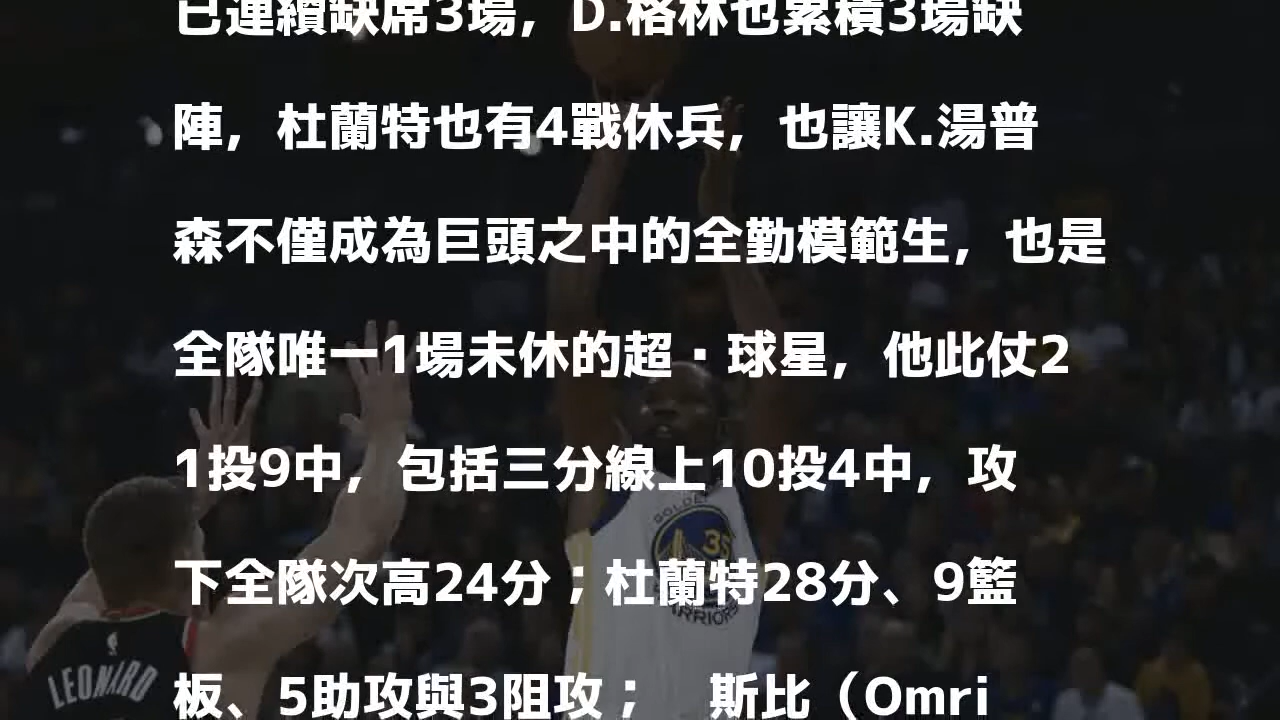 已連續缺席3場，D.格林也累積3場缺
陣，杜蘭特也有4戰休兵，也讓K.湯普
森不僅成為巨頭之中的全勤模範生，也是
全隊唯一1場未休的超·球星，他此仗2
1投9中，包括三分線上10投4中，攻
下全隊次高24分；杜蘭特28分、9籃
板、5助攻與3阻攻； 斯比（Omri
GOLDEN
35
WARRIORS
LEONARD